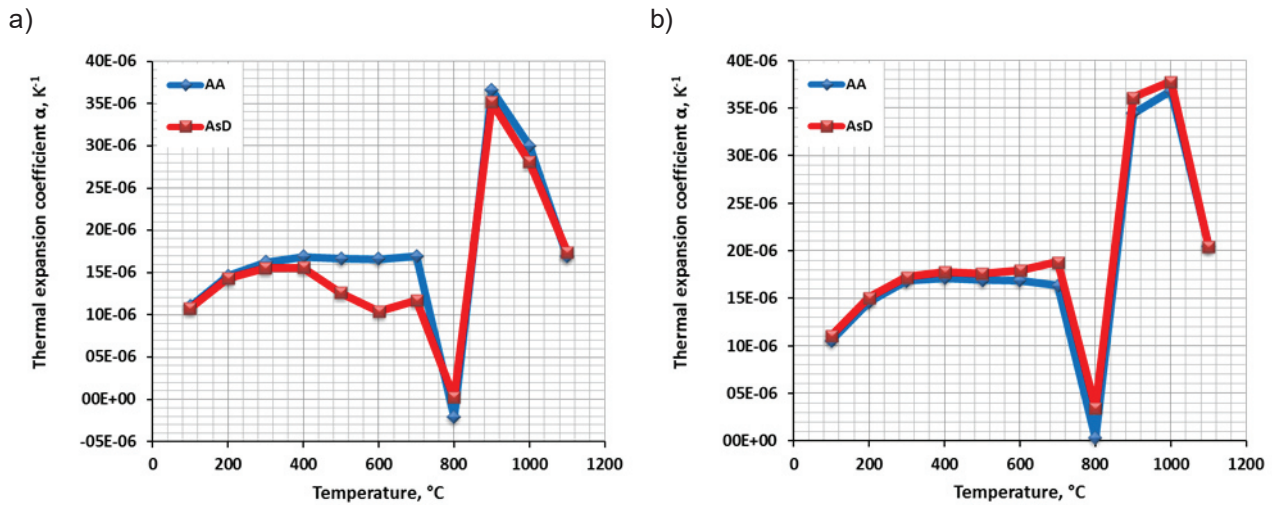 a)
b)
Thermal expansion coefficient α, K⁻¹
40E-06
35E-06
30E-06
25E-06
20E-06
15E-06
10E-06
05E-06
00E+00
-05E-06
AA
AsD
0 200 400 600 800 1000 1200
Temperature, °C
Thermal expansion coefficient α, K⁻¹
40E-06
35E-06
30E-06
25E-06
20E-06
15E-06
10E-06
05E-06
00E+00
AA
AsD
0 200 400 600 800 1000 1200
Temperature, °C